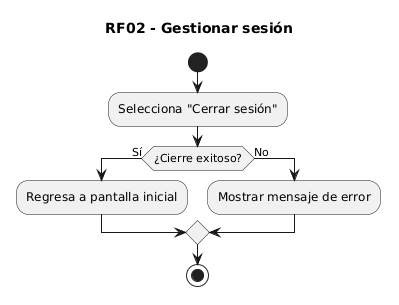 RF02 - Gestionar sesión
Selecciona "Cerrar sesión"
¿Cierre exitoso?
Sí
No
Regresa a pantalla inicial
Mostrar mensaje de error